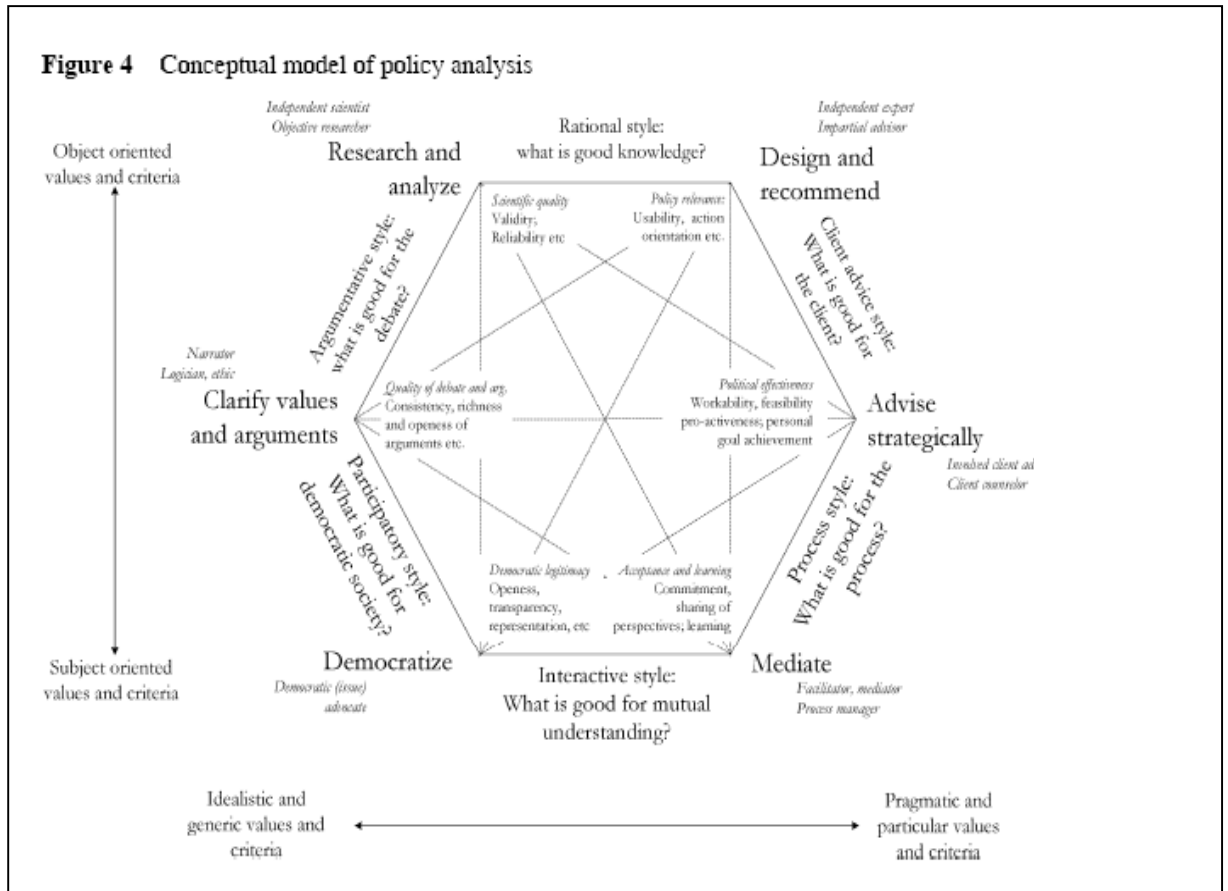 Figure 4 Conceptual model of policy analysis
Independent scientist
Objective researcher
Research and
analyze
Rational style:
what is good knowledge?
Independent expert
Impartial advisor
Design and
recommend
Object oriented
values and criteria
Scientific quality
Validity;
Reliability etc
Policy relevance:
Usability, action
orientation etc.
Argumentative style:
what is good for the
debate?
Client advice style:
What is good for
the client?
Narrator
Logician, ethic
Clarify values
and arguments
Quality of debate and arg.
Consistency, richness
and openess of
arguments etc.
Political effectiveness
Workability, feasibility
pro-activeness; personal
goal achievement
Advise
strategically
Involved client ad
Client counselor
Participatory style:
What is good for
democratic society?
Process style:
What is good for the
process?
Democratic legitimacy
Openess,
transparency,
representation, etc
Acceptance and learning
Commitment,
sharing of
perspectives; learning
Subject oriented
values and criteria
Democratize
Democratic (issue)
advocate
Interactive style:
What is good for mutual
understanding?
Mediate
Facilitator, mediator
Process manager
Idealistic and
generic values and
criteria
Pragmatic and
particular values
and criteria